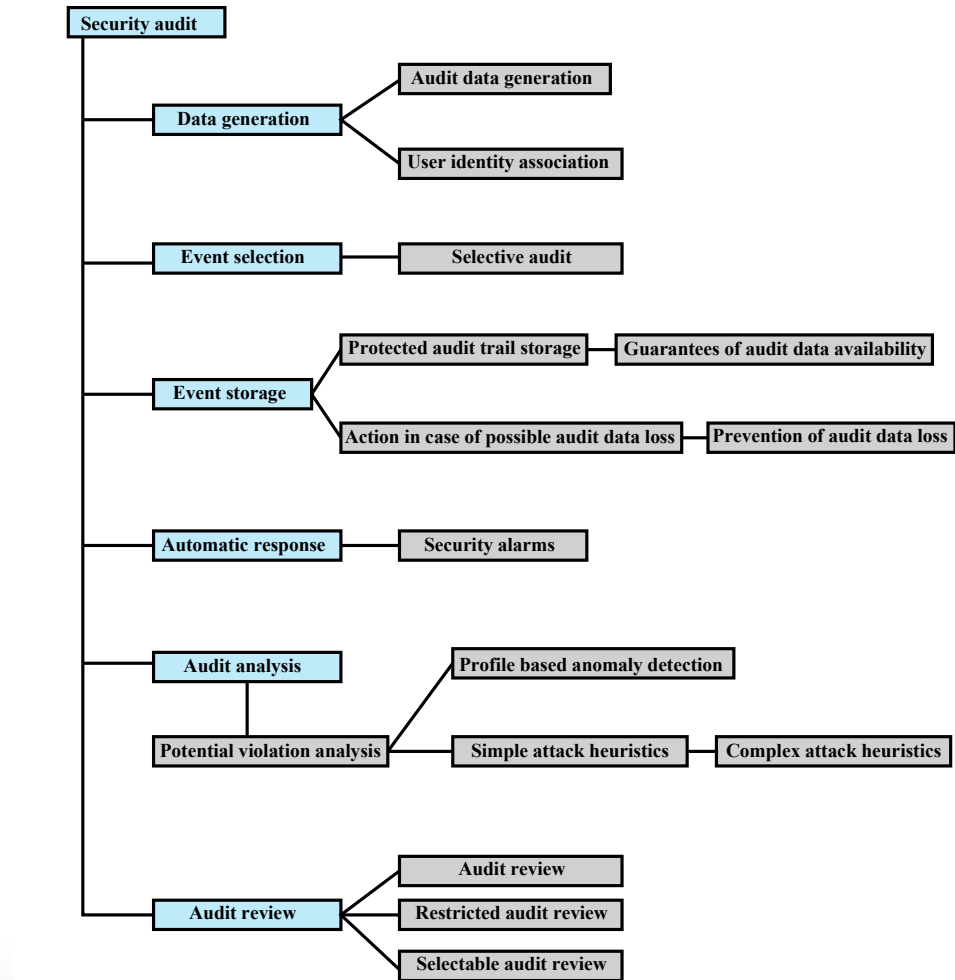 Security audit
Audit data generation
Data generation
User identity association
Event selection
Selective audit
Protected audit trail storage
Guarantees of audit data availability
Event storage
Action in case of possible audit data loss
Prevention of audit data loss
Automatic response
Security alarms
Audit analysis
Profile based anomaly detection
Potential violation analysis
Simple attack heuristics
Complex attack heuristics
Audit review
Audit review
Restricted audit review
Selectable audit review